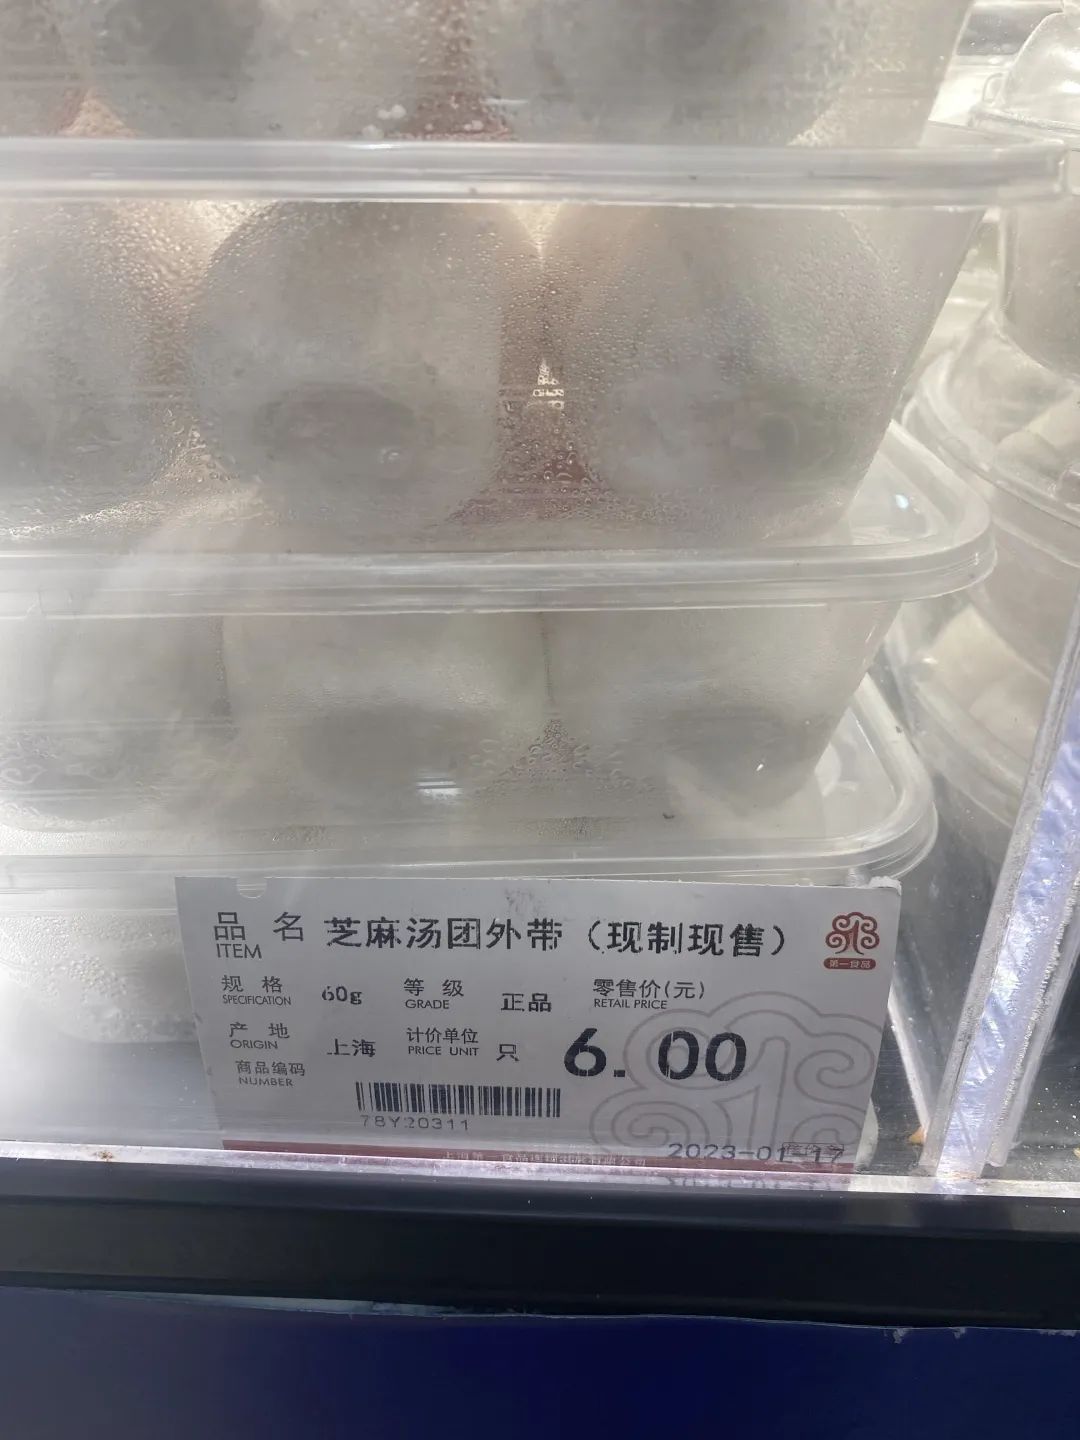 品 名 芝麻汤团外带（现制现售）
ITEM
第一食品
规 格 60g 等 级 正品 零售价(元)
SPECIFICATION GRADE RETAIL PRICE
产 地 上海 计价单位 只 6.00
ORIGIN PRICE UNIT
商品编码
NUMBER
78Y20311
2023-01-17